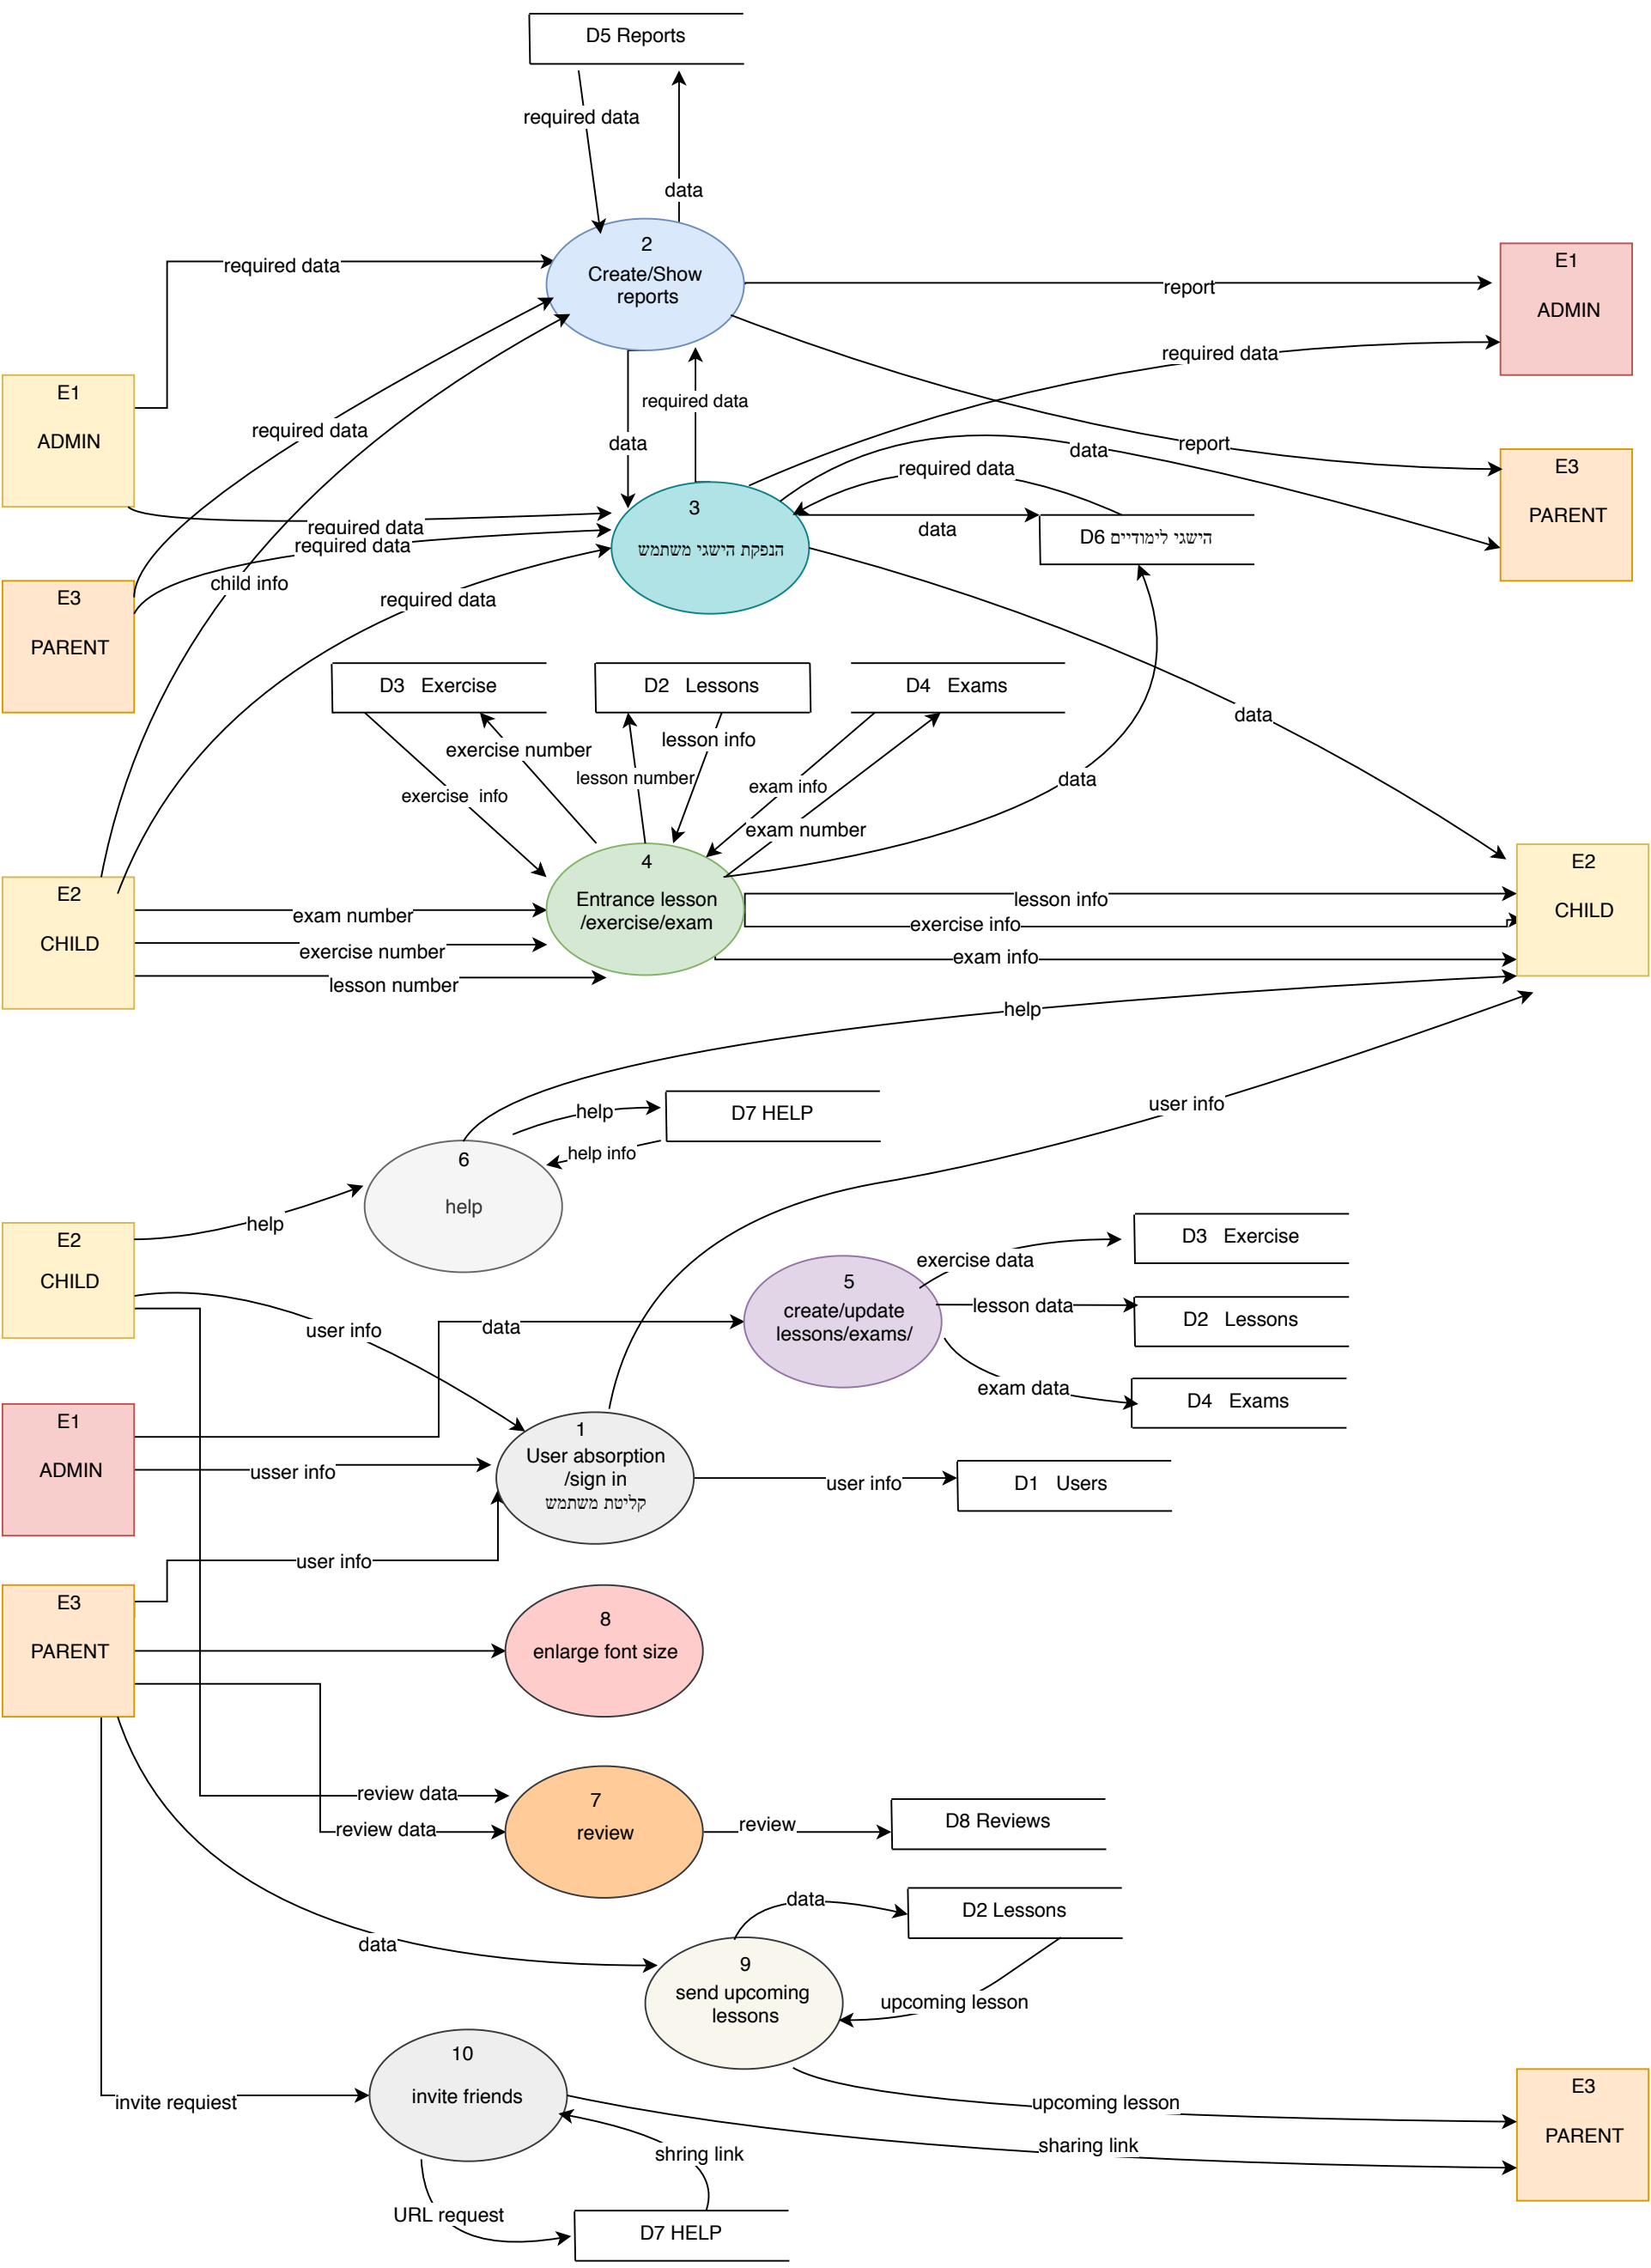 D5 Reports
required data
data
2
Create/Show
reports
required data
report
E1
ADMIN
required data
E1
ADMIN
required data
data
required data
report
data
required data
E3
PARENT
3
הנפקת הישגי משתמש
data
D6 הישגי לימודיים
required data
required data
child info
required data
E3
PARENT
D3 Exercise
D2 Lessons
D4 Exams
data
exercise number
lesson info
lesson number
exam info
data
exercise info
exam number
4
Entrance lesson
/exercise/exam
E2
CHILD
exam number
exercise number
lesson number
lesson info
exercise info
exam info
E2
CHILD
help
user info
help
D7 HELP
help info
6
help
help
E2
CHILD
D3 Exercise
exercise data
5
create/update
lessons/exams/
lesson data
D2 Lessons
user info
data
exam data
D4 Exams
E1
ADMIN
1
User absorption
/sign in
קליטת משתמש
usser info
user info
D1 Users
user info
E3
PARENT
8
enlarge font size
review data
review data
7
review
review
D8 Reviews
data
D2 Lessons
data
9
send upcoming
lessons
upcoming lesson
10
invite friends
invite requiest
upcoming lesson
sharing link
E3
PARENT
shring link
URL request
D7 HELP